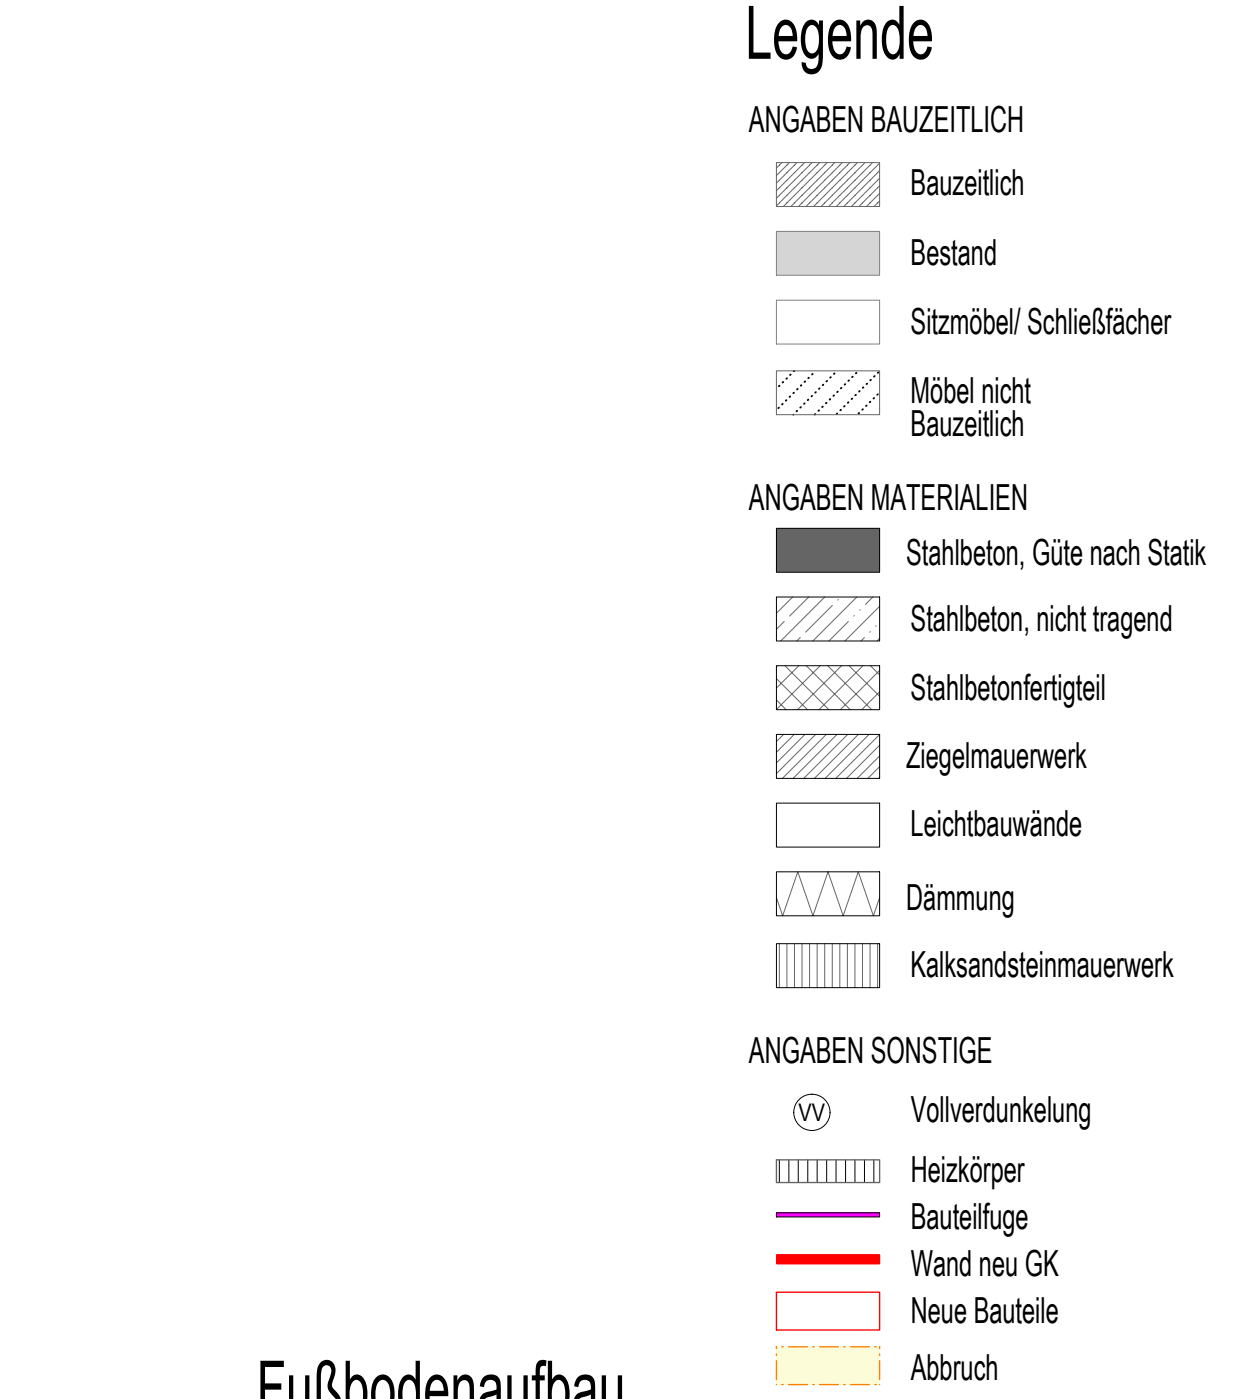 Legende
ANGABEN BAUZEITLICH
Bauzeitlich
Bestand
Sitzmöbel/ Schließfächer
Möbel nicht
Bauzeitlich
ANGABEN MATERIALIEN
Stahlbeton, Güte nach Statik
Stahlbeton, nicht tragend
Stahlbetonfertigteil
Ziegelmauerwerk
Leichtbauwände
Dämmung
Kalksandsteinmauerwerk
ANGABEN SONSTIGE
VV Vollverdunkelung
Heizkörper
Bauteilfuge
Wand neu GK
Neue Bauteile
Abbruch
Fußbodenaufbau